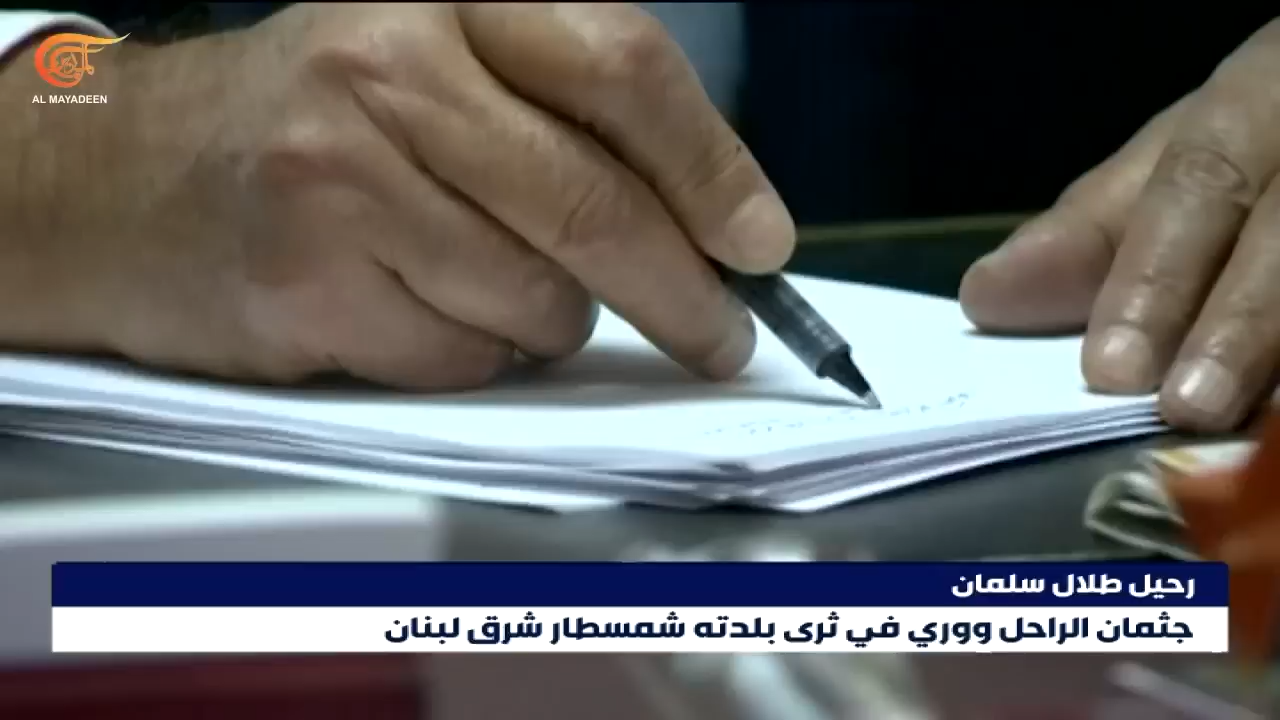 AL MAYADEEN
رحيل طلال سلمان
جثمان الراحل ووري في ثرى بلدته شمسطار شرق لبنان